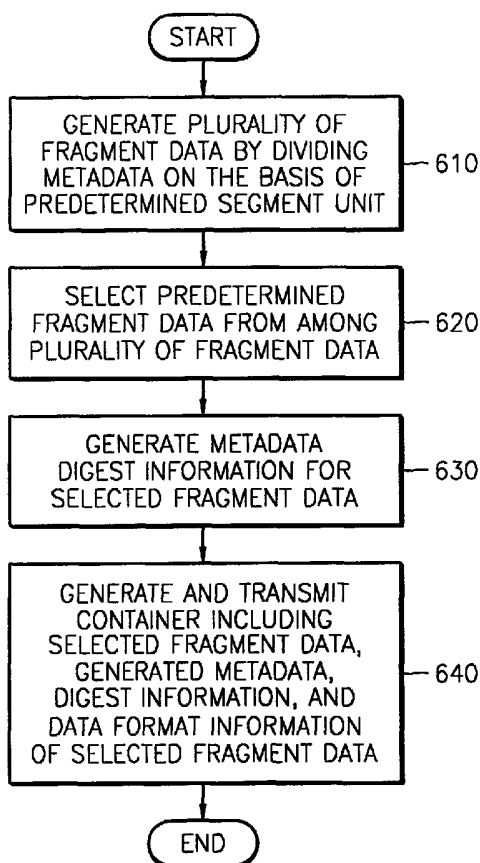 START
GENERATE PLURALITY OF
FRAGMENT DATA BY DIVIDING
METADATA ON THE BASIS OF
PREDETERMINED SEGMENT UNIT
610
SELECT PREDETERMINED
FRAGMENT DATA FROM AMONG
PLURALITY OF FRAGMENT DATA
620
GENERATE METADATA
DIGEST INFORMATION FOR
SELECTED FRAGMENT DATA
630
GENERATE AND TRANSMIT
CONTAINER INCLUDING
SELECTED FRAGMENT DATA,
GENERATED METADATA,
DIGEST INFORMATION, AND
DATA FORMAT INFORMATION
OF SELECTED FRAGMENT DATA
640
END